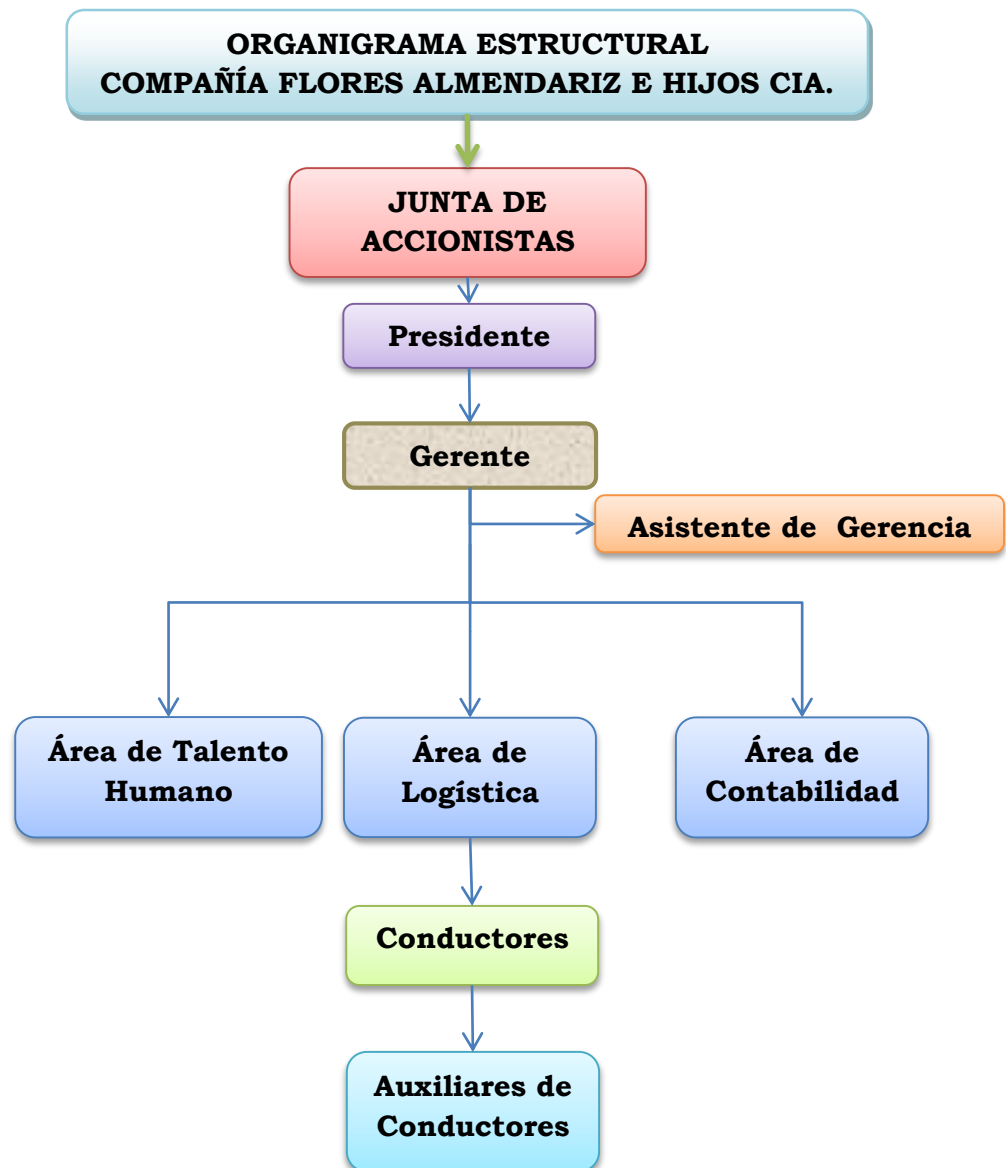 ORGANIGRAMA ESTRUCTURAL
COMPAÑÍA FLORES ALMENDARIZ E HIJOS CIA.
JUNTA DE
ACCIONISTAS
Presidente
Gerente
Asistente de Gerencia
Área de Talento
Humano
Área de
Logística
Área de
Contabilidad
Conductores
Auxiliares de
Conductores